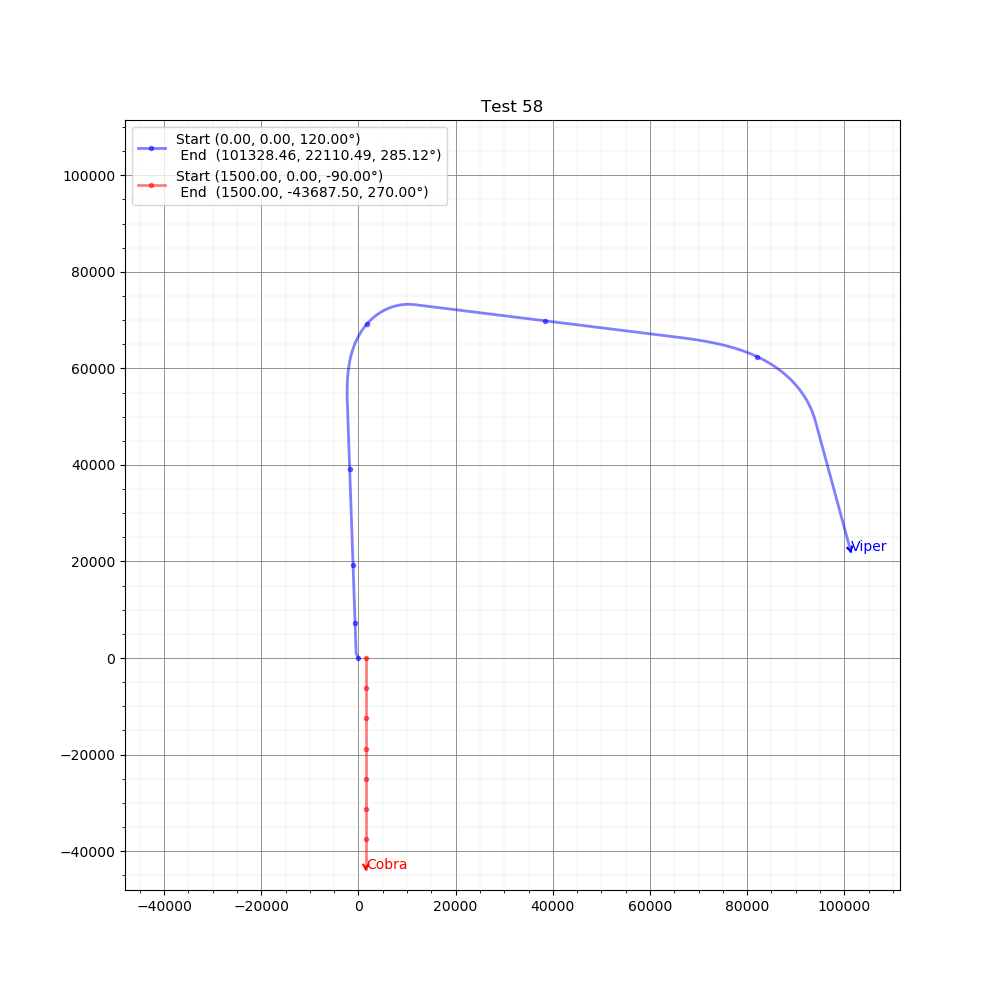 Test 58
Start (0.00, 0.00, 120.00°)
End  (101328.46, 22110.49, 285.12°)
Start (1500.00, 0.00, -90.00°)
End  (1500.00, -43687.50, 270.00°)
100000
80000
60000
40000
20000
0
−20000
−40000
Viper
Cobra
−40000 −20000 0 20000 40000 60000 80000 100000